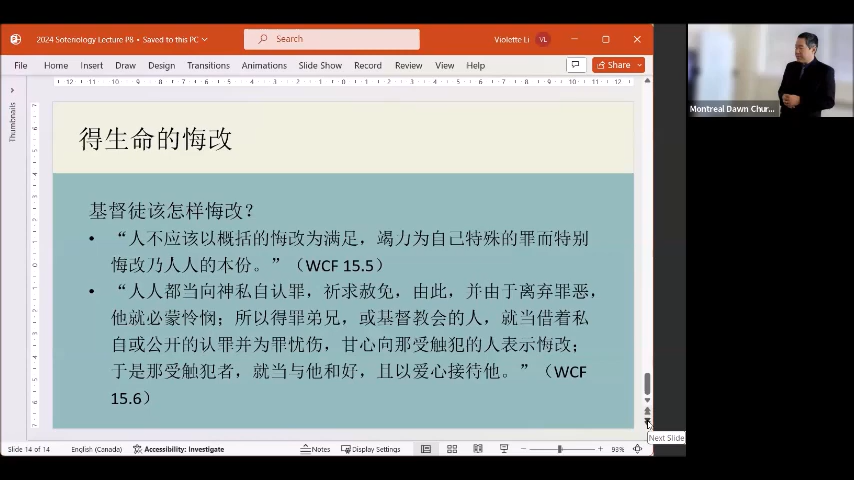 2024 Soteriology Lecture P8 • Saved to this PC
Search
Violette Li
VL
File Home Insert Draw Design Transitions Animations Slide Show Record Review View Help
Share
Montreal Dawn Chur...
Thumbnails
得生命的悔改
基督徒该怎样悔改？
• “人不应该以概括的悔改为满足，竭力为自己特殊的罪而特别
悔改乃人人的本份。”（WCF 15.5）
• “人人都当向神私自认罪，祈求赦免，由此，并由于离弃罪恶，
他就必蒙怜悯；所以得罪弟兄，或基督教会的人，就当借着私
自或公开的认罪并为罪忧伤，甘心向那受触犯的人表示悔改；
于是那受触犯者，就当与他和好，且以爱心接待他。”（WCF
15.6）
Next Slide
Slide 14 of 14 English (Canada) Accessibility: Investigate Notes Display Settings 93%